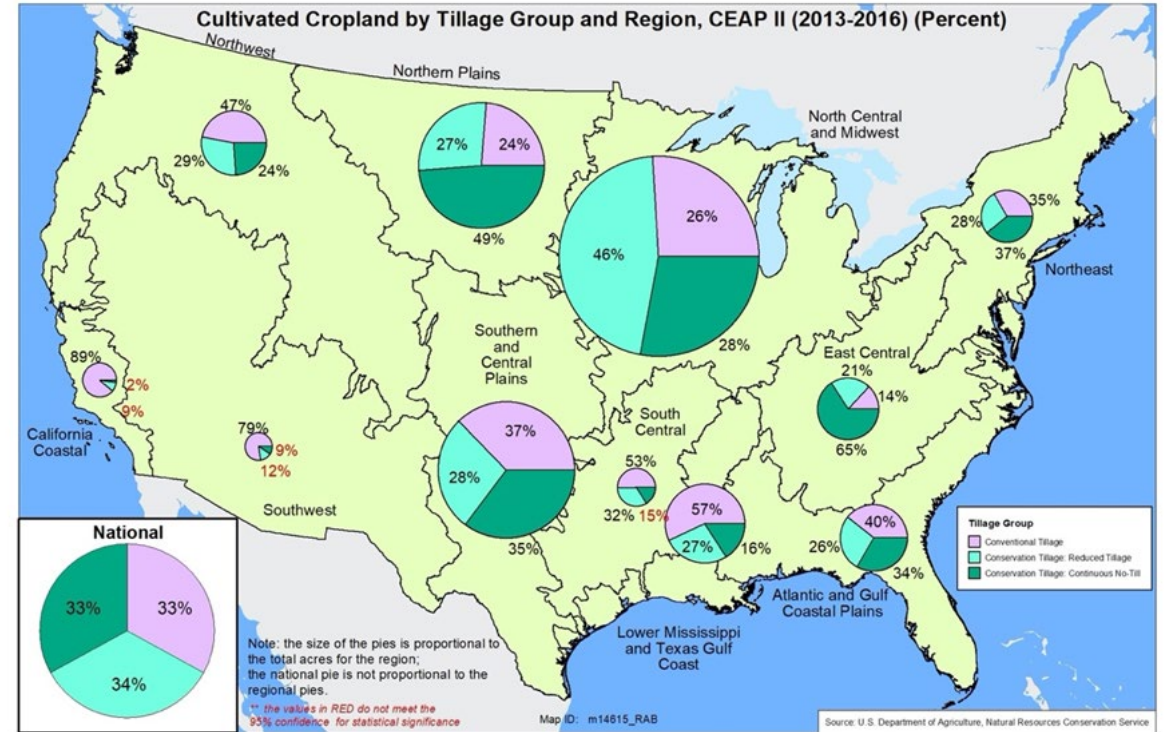 Cultivated Cropland by Tillage Group and Region, CEAP II (2013-2016) (Percent)
Northwest
47%
29%
24%
Northern Plains
27%
24%
49%
North Central
and Midwest
46%
26%
28%
35%
28%
37%
Northeast
89%
2%
9%
California
Coastal
79%
9%
12%
Southwest
Southern
and
Central
Plains
37%
28%
35%
South
Central
53%
32%
15%
East Central
21%
14%
65%
57%
27%
16%
Lower Mississippi
and Texas Gulf
Coast
40%
26%
34%
Atlantic and Gulf
Coastal Plains
Tillage Group
Conventional Tillage
Conservation Tillage: Reduced Tillage
Conservation Tillage: Continuous No-Till
National
33%
33%
34%
Note: the size of the pies is proportional to
the total acres for the region;
the national pie is not proportional to the
regional pies.
** the values in RED do not meet the
95% confidence for statistical significance
Map ID: m14615_RAB
Source: U.S. Department of Agriculture, Natural Resources Conservation Service